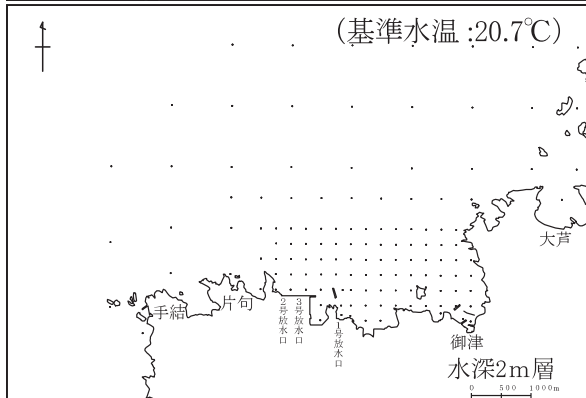 (基準水温:20.7℃)
大芦
手結
片句
2号放水口
3号放水口
1号放水口
御津
水深2m層
0 500 1000m